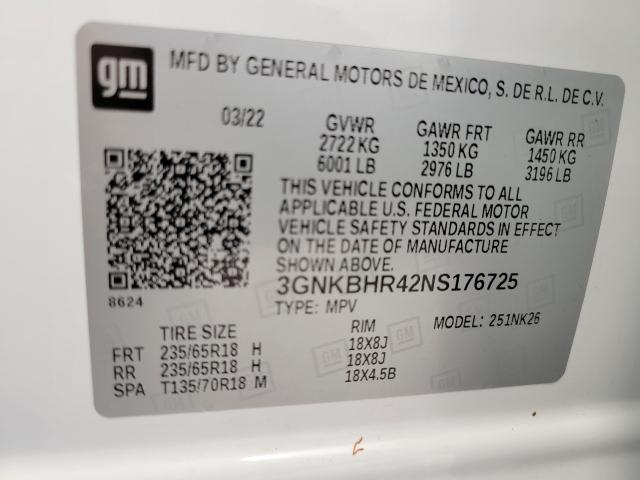 gm
MFD BY GENERAL MOTORS DE MEXICO, S. DE R.L. DE C.V.
03/22 GVWR GAWR FRT GAWR RR
2722 KG 1350 KG 1450 KG
6001 LB 2976 LB 3196 LB
THIS VEHICLE CONFORMS TO ALL
APPLICABLE U.S. FEDERAL MOTOR
VEHICLE SAFETY STANDARDS IN EFFECT
ON THE DATE OF MANUFACTURE
SHOWN ABOVE.
3GNKBHR42NS176725
8624
TYPE: MPV MODEL: 251NK26
TIRE SIZE RIM
FRT 235/65R18 H 18X8J
RR 235/65R18 H 18X8J
SPA T135/70R18 M 18X4.5B